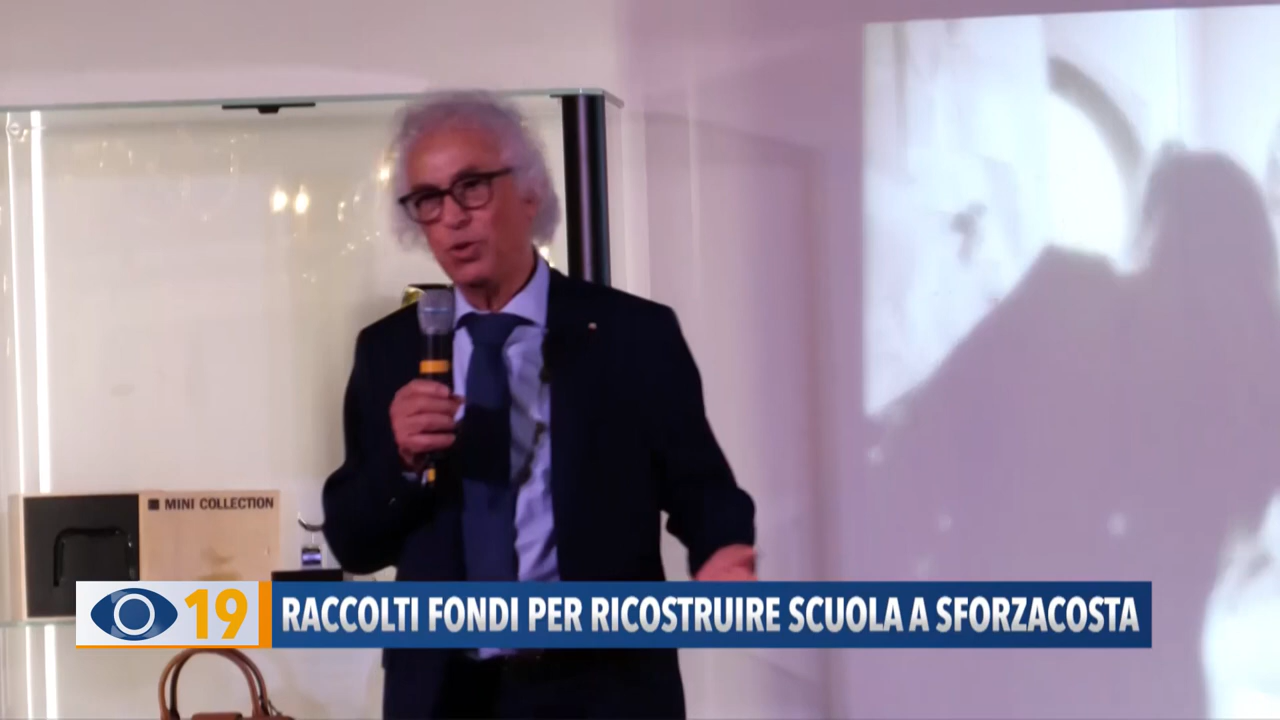 MINI COLLECTION
19 RACCOLTI FONDI PER RICOSTRUIRE SCUOLA A SFORZACOSTA